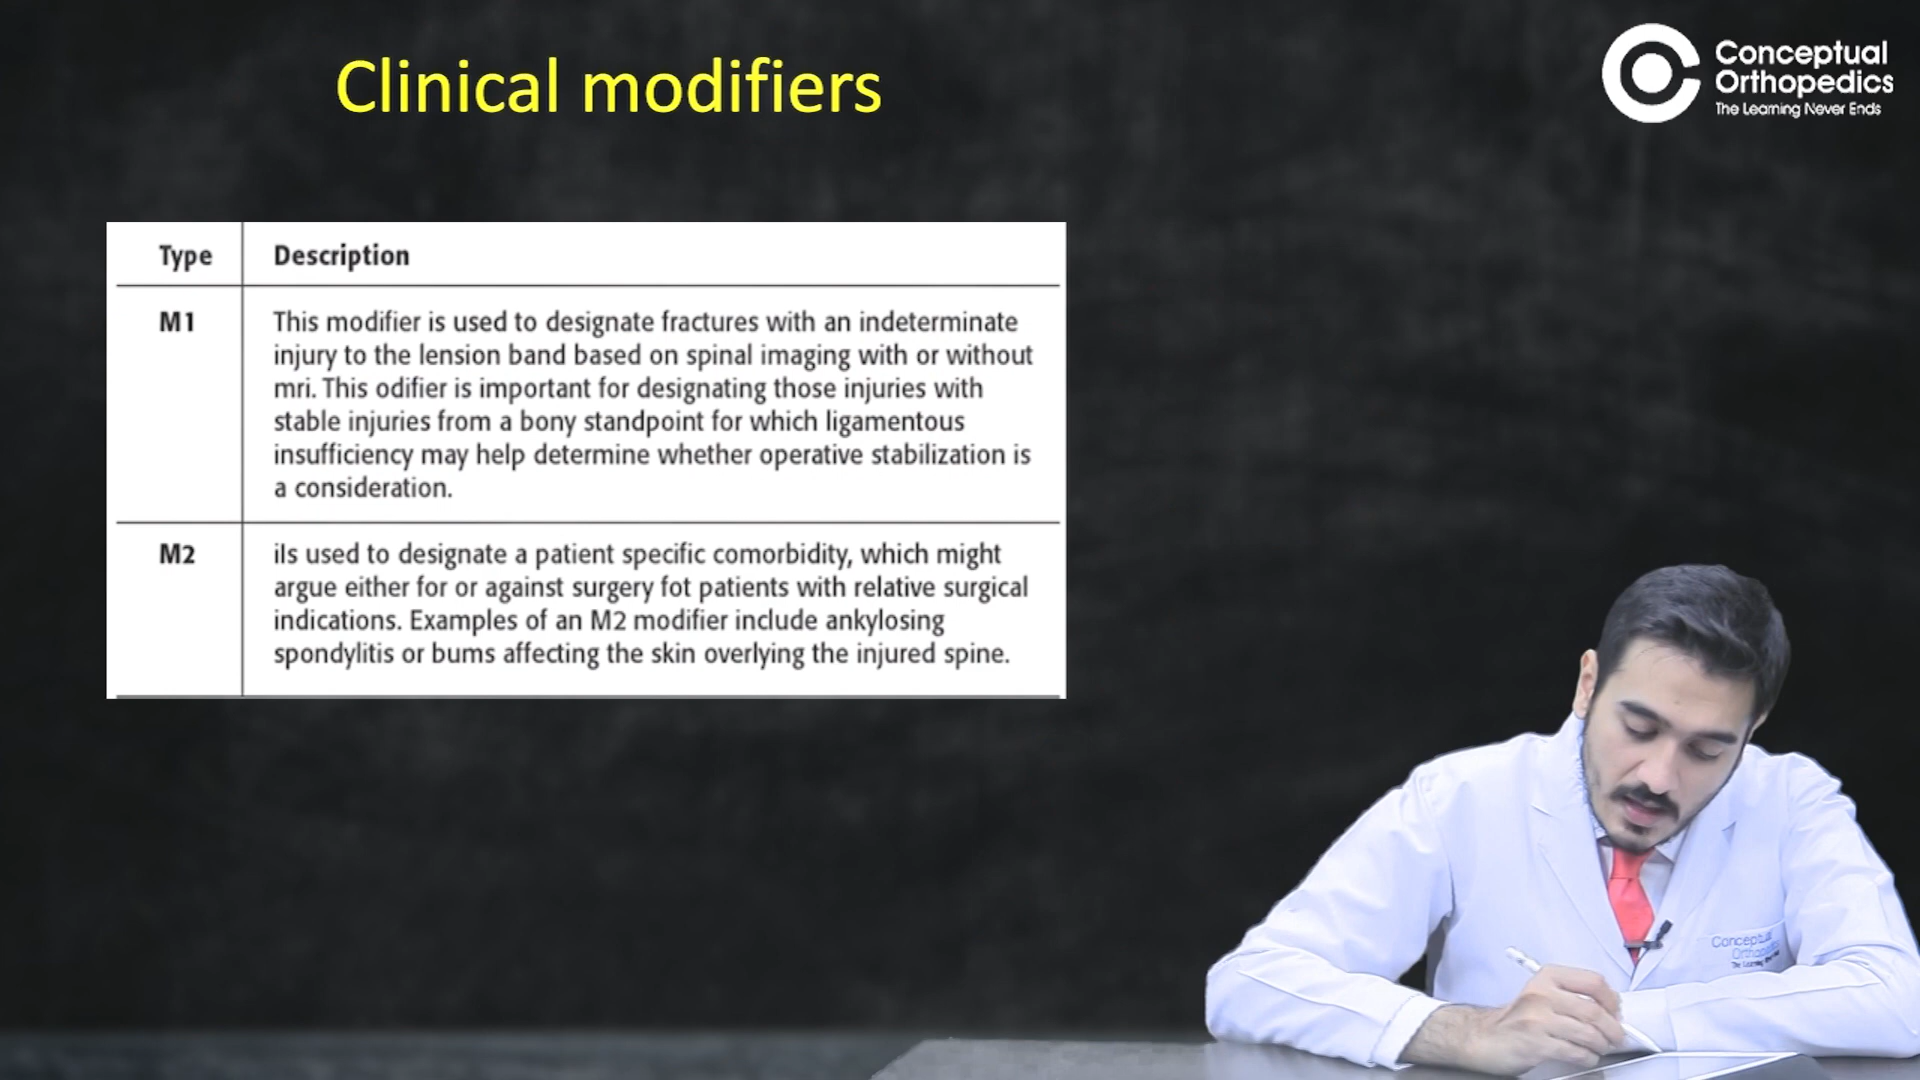 Clinical modifiers
Conceptual
Orthopedics
The Learning Never Ends
Type Description
M1 This modifier is used to designate fractures with an indeterminate
injury to the lension band based on spinal imaging with or without
mri. This odifier is important for designating those injuries with
stable injuries from a bony standpoint for which ligamentous
insufficiency may help determine whether operative stabilization is
a consideration.
M2 iIs used to designate a patient specific comorbidity, which might
argue either for or against surgery fot patients with relative surgical
indications. Examples of an M2 modifier include ankylosing
spondylitis or bums affecting the skin overlying the injured spine.
Conceptual